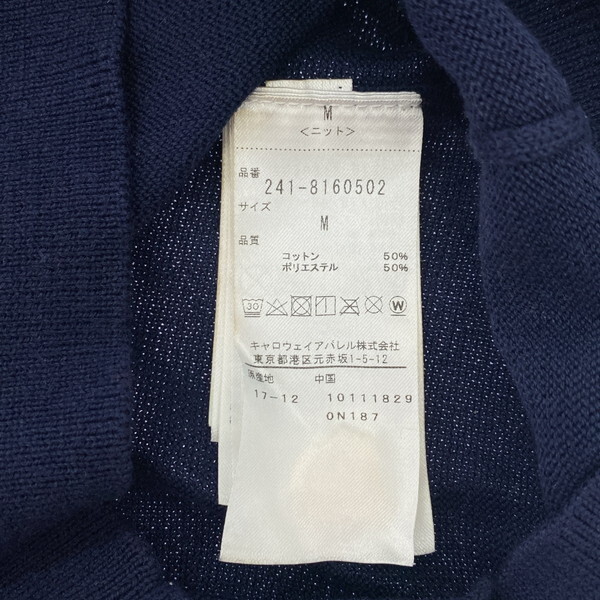 M
<ニット>
品番
241-8160502
サイズ
M
品質
コットン 50%
ポリエステル 50%
30 W
キャロウェイアパレル株式会社
東京都港区元赤坂1-5-12
原産地 中国
17-12 10111829
0N187